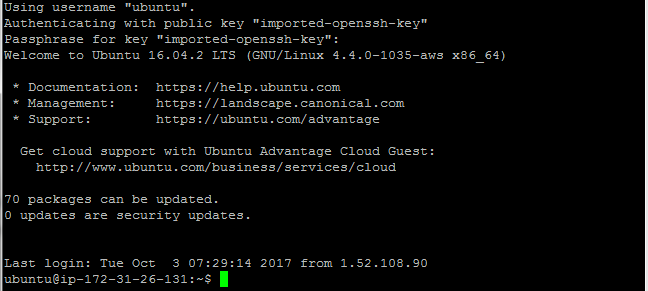 Using username "ubuntu".
Authenticating with public key "imported-openssh-key"
Passphrase for key "imported-openssh-key":
Welcome to Ubuntu 16.04.2 LTS (GNU/Linux 4.4.0-1035-aws x86_64)
* Documentation:  https://help.ubuntu.com
* Management:     https://landscape.canonical.com
* Support:        https://ubuntu.com/advantage
Get cloud support with Ubuntu Advantage Cloud Guest:
http://www.ubuntu.com/business/services/cloud
70 packages can be updated.
0 updates are security updates.
Last login: Tue Oct  3 07:29:14 2017 from 1.52.108.90
ubuntu@ip-172-31-26-131:~$